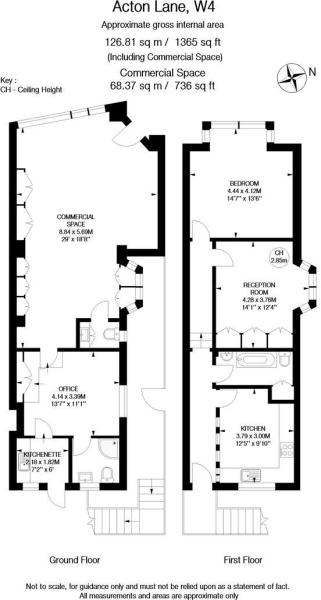 Acton Lane, W4
Approximate gross internal area
126.81 sq m / 1365 sq ft
(Including Commercial Space)
Commercial Space
68.37 sq m / 736 sq ft
Key :
CH - Ceiling Height
N
COMMERCIAL
SPACE
8.84 x 5.69M
29' x 18'8"
OFFICE
4.14 x 3.39M
13'7" x 11'1"
KITCHENETTE
2.18 x 1.82M
7'2" x 6'
Ground Floor
BEDROOM
4.44 x 4.12M
14'7" x 13'6"
CH
2.85m
RECEPTION
ROOM
4.28 x 3.76M
14'1" x 12'4"
KITCHEN
3.79 x 3.00M
12'5" x 9'10"
First Floor
Not to scale, for guidance only and must not be relied upon as a statement of fact.
All measurements and areas are approximate only